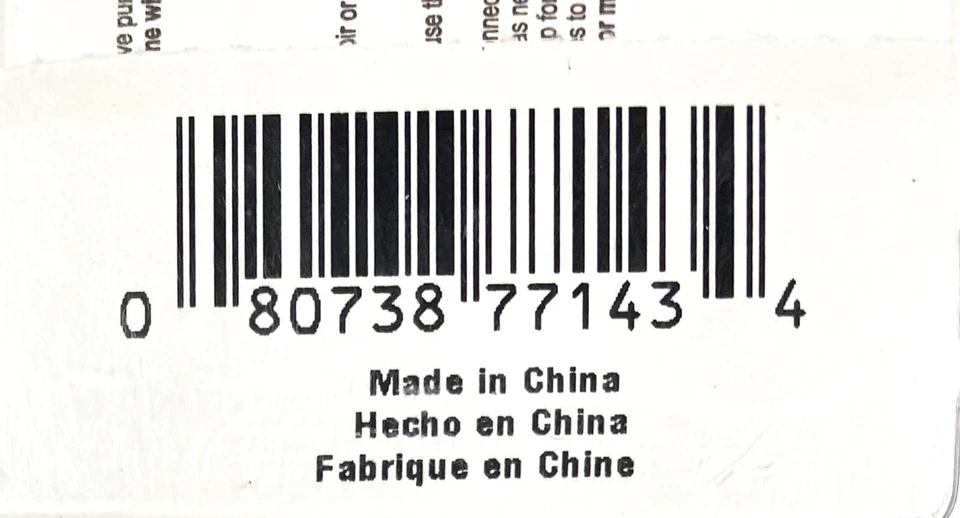 0 80738 77143 4
Made in China
Hecho en China
Fabrique en Chine